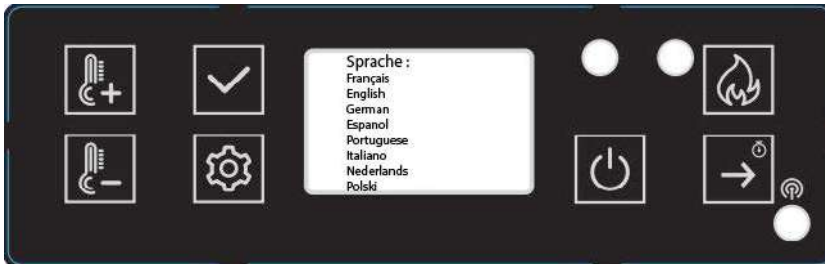 Sprache :
Français
English
German
Espanol
Portuguese
Italiano
Nederlands
Polski